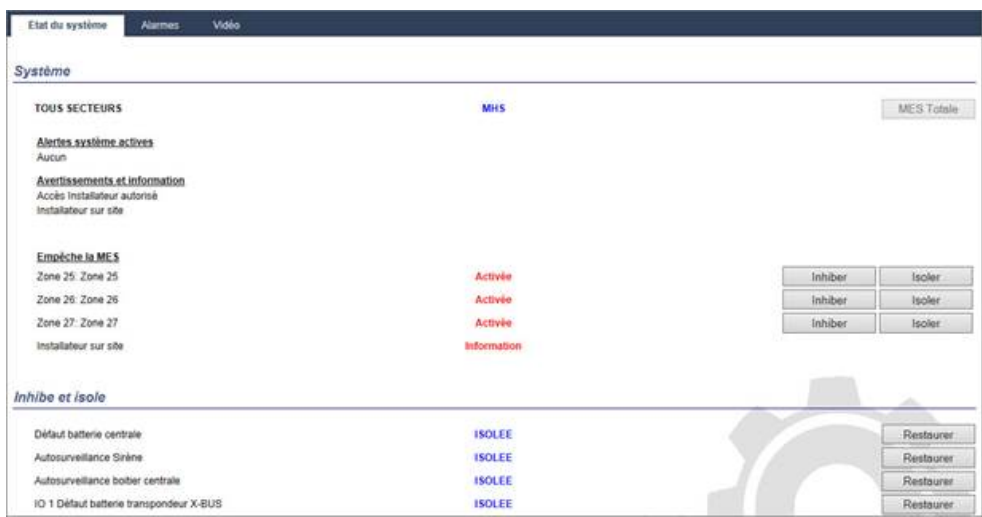 Etat du système Alarmes Vidéo
Système
TOUS SECTEURS MHS MES Totale
Alertes système actives
Aucun
Avertissements et information
Accès Installateur autorisé
Installateur sur site
Empêche la MES
Zone 25: Zone 25 Activée Inhiber Isoler
Zone 26: Zone 26 Activée Inhiber Isoler
Zone 27: Zone 27 Activée Inhiber Isoler
Installateur sur site Information
Inhibe et isole
Défaut batterie centrale ISOLEE Restaurer
Autosurveillance Sirène ISOLEE Restaurer
Autosurveillance boitier centrale ISOLEE Restaurer
IO 1 Défaut batterie transpondeur X-BUS ISOLEE Restaurer